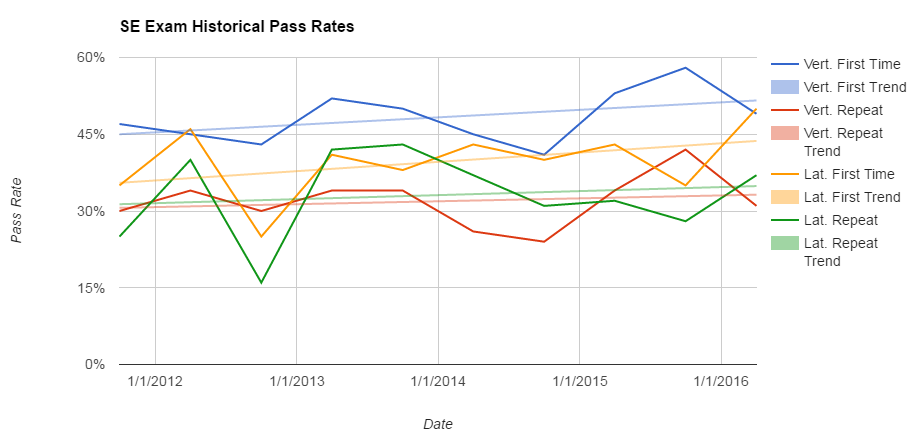 SE Exam Historical Pass Rates
60%
45%
30%
15%
0%
Pass Rate
1/1/2012
1/1/2013
1/1/2014
1/1/2015
1/1/2016
Date
Vert. First Time
Vert. First Trend
Vert. Repeat
Vert. Repeat
Trend
Lat. First Time
Lat. First Trend
Lat. Repeat
Lat. Repeat
Trend